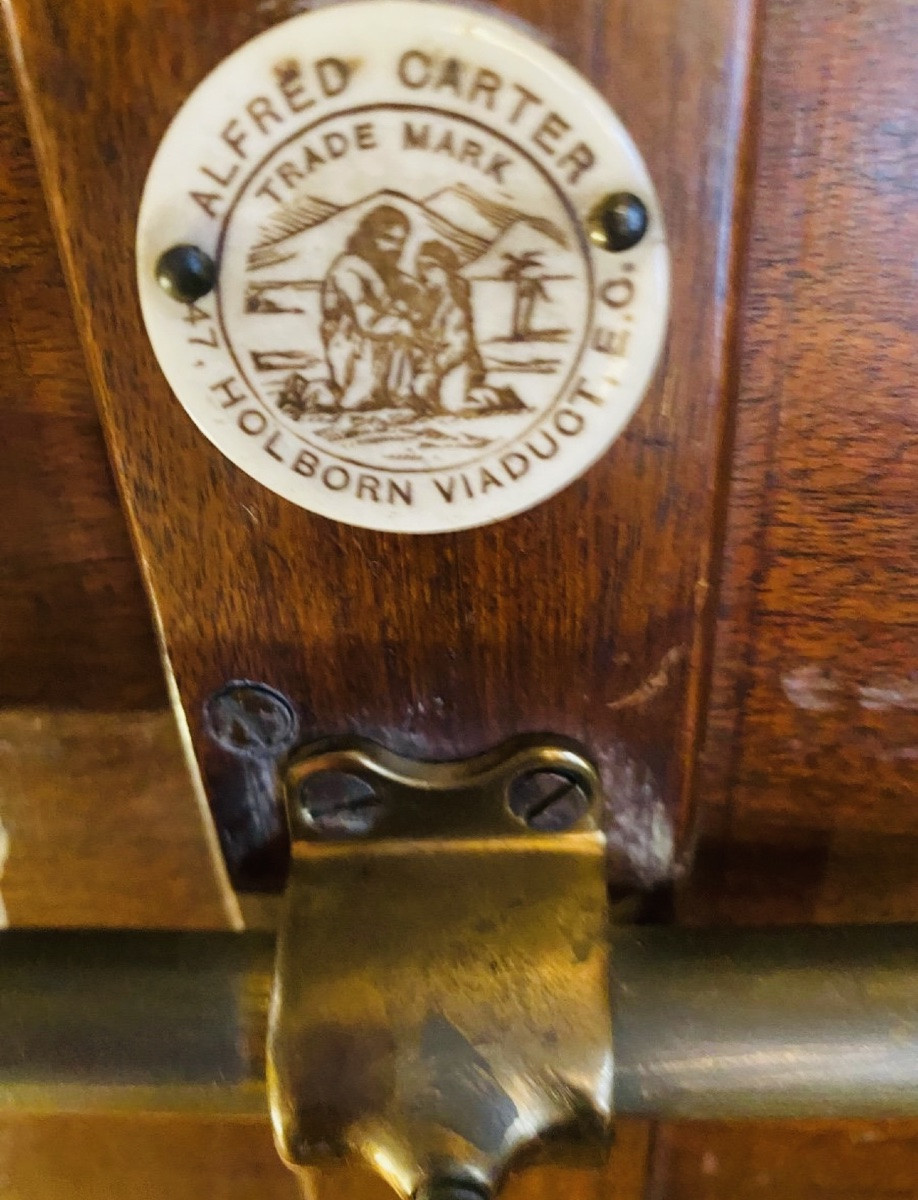 ALFRED CARTER
TRADE MARK
47, HOLBORN VIADUCT, E.C.